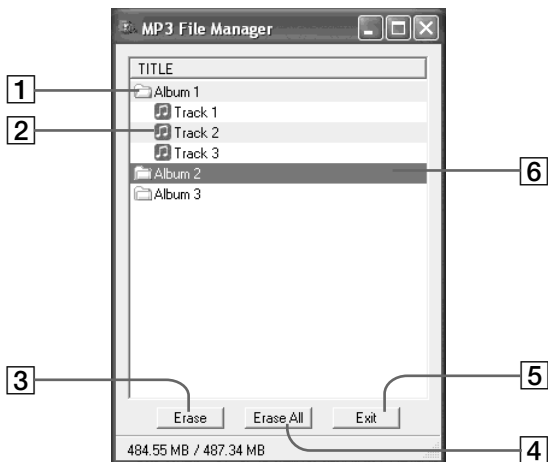 MP3 File Manager
TITLE
1
Album 1
Track 1
2
Track 2
Track 3
Album 2
6
Album 3
3
5
Erase
Erase All
Exit
484.55 MB / 487.34 MB
4